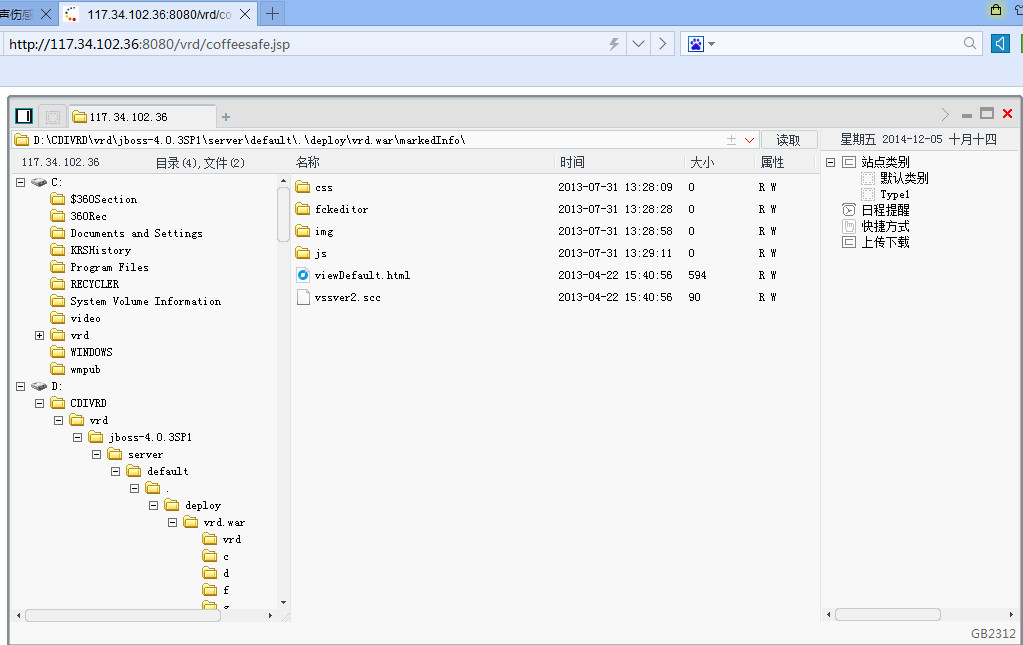 声伤感
117.34.102.36:8080/vrd/co
http://117.34.102.36:8080/vrd/coffeesafe.jsp
117.34.102.36
D:\CDIVRD\vrd\jboss-4.0.3SP1\server\default\.\deploy\vrd.war\markedInfo\
读取
星期五 2014-12-05 十月十四
117.34.102.36
目录(4),文件(2)
名称 时间 大小 属性
C:
$360Section
360Rec
Documents and Settings
KRSHistory
Program Files
RECYCLER
System Volume Information
video
vrd
WINDOWS
wmpub
D:
CDIVRD
vrd
jboss-4.0.3SP1
server
default
.
deploy
vrd.war
vrd
c
d
f
css 2013-07-31 13:28:09 0 R W
fckeditor 2013-07-31 13:28:28 0 R W
img 2013-07-31 13:28:58 0 R W
js 2013-07-31 13:29:11 0 R W
viewDefault.html 2013-04-22 15:40:56 594 R W
vssver2.scc 2013-04-22 15:40:56 90 R W
站点类别
默认类别
Type1
日程提醒
快捷方式
上传下载
GB2312